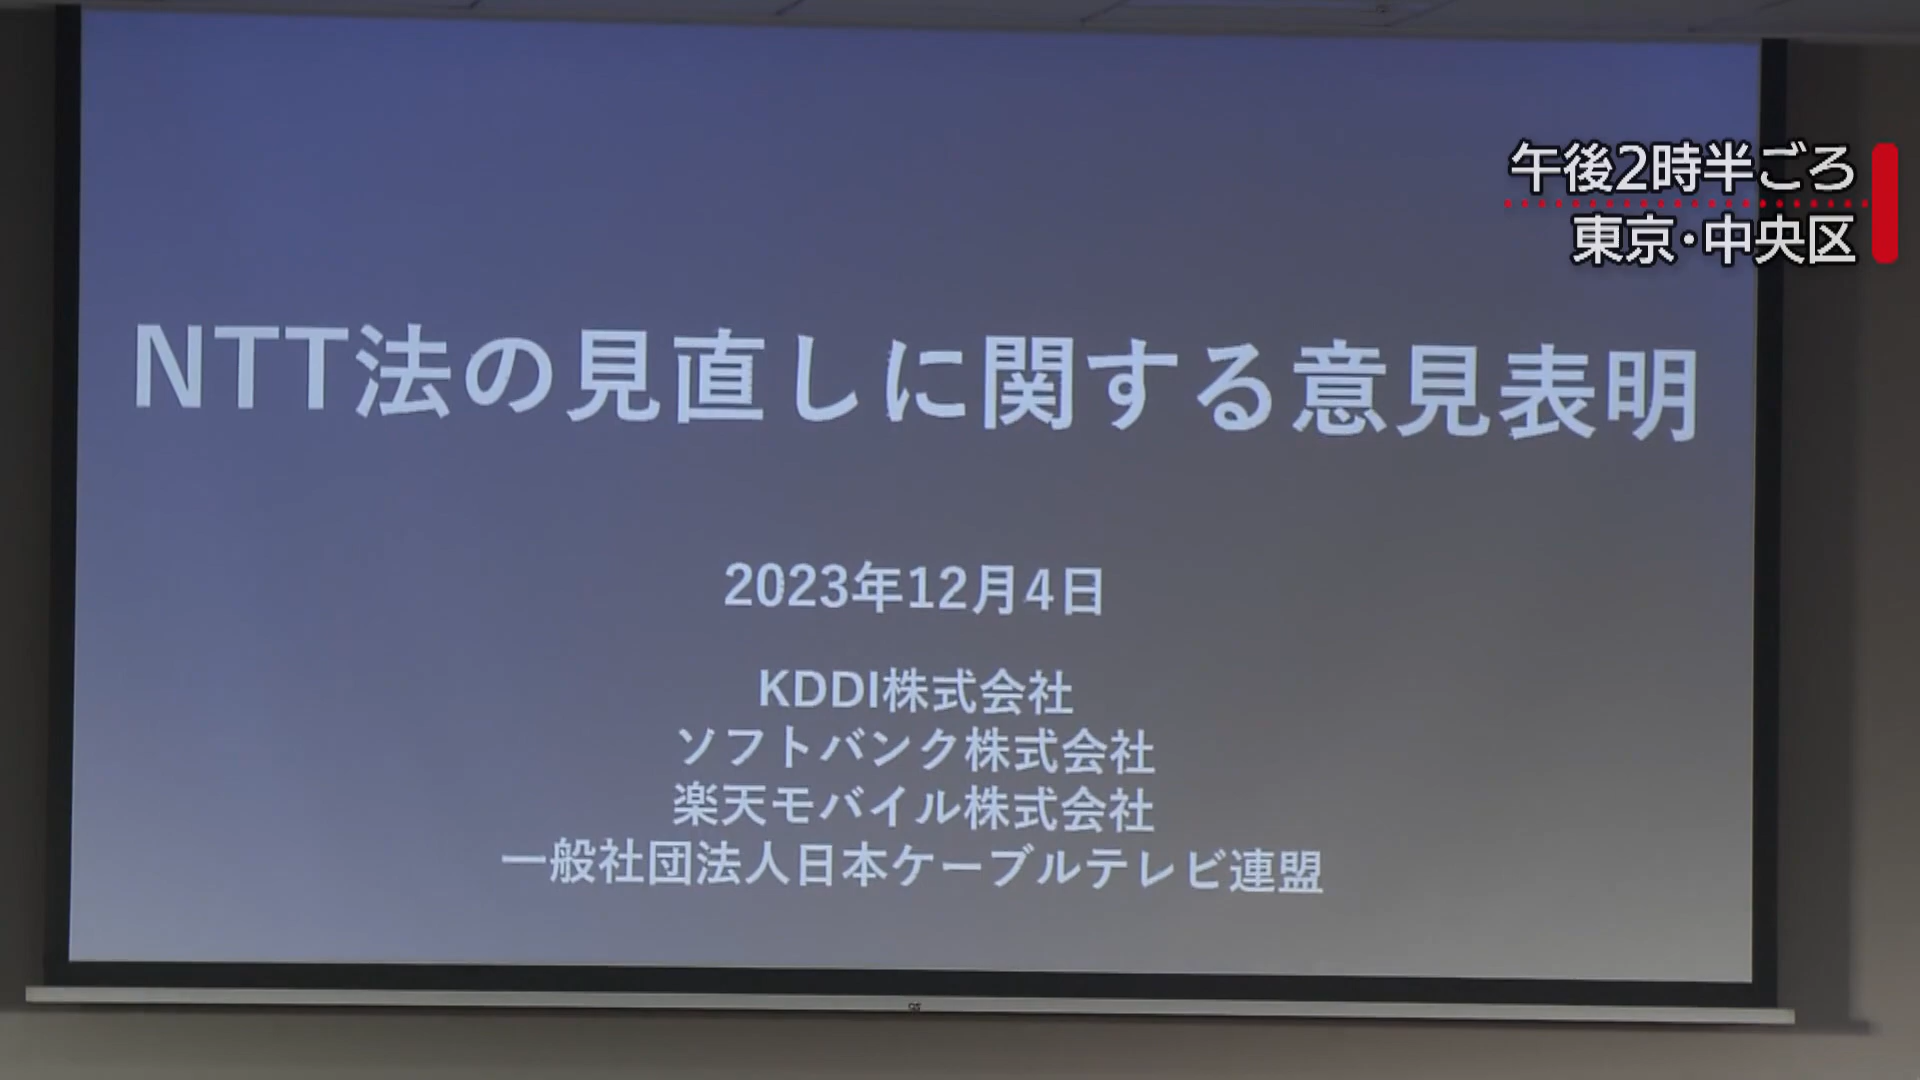 午後2時半ごろ
東京・中央区
NTT法の見直しに関する意見表明
2023年12月4日
KDDI株式会社
ソフトバンク株式会社
楽天モバイル株式会社
一般社団法人日本ケーブルテレビ連盟